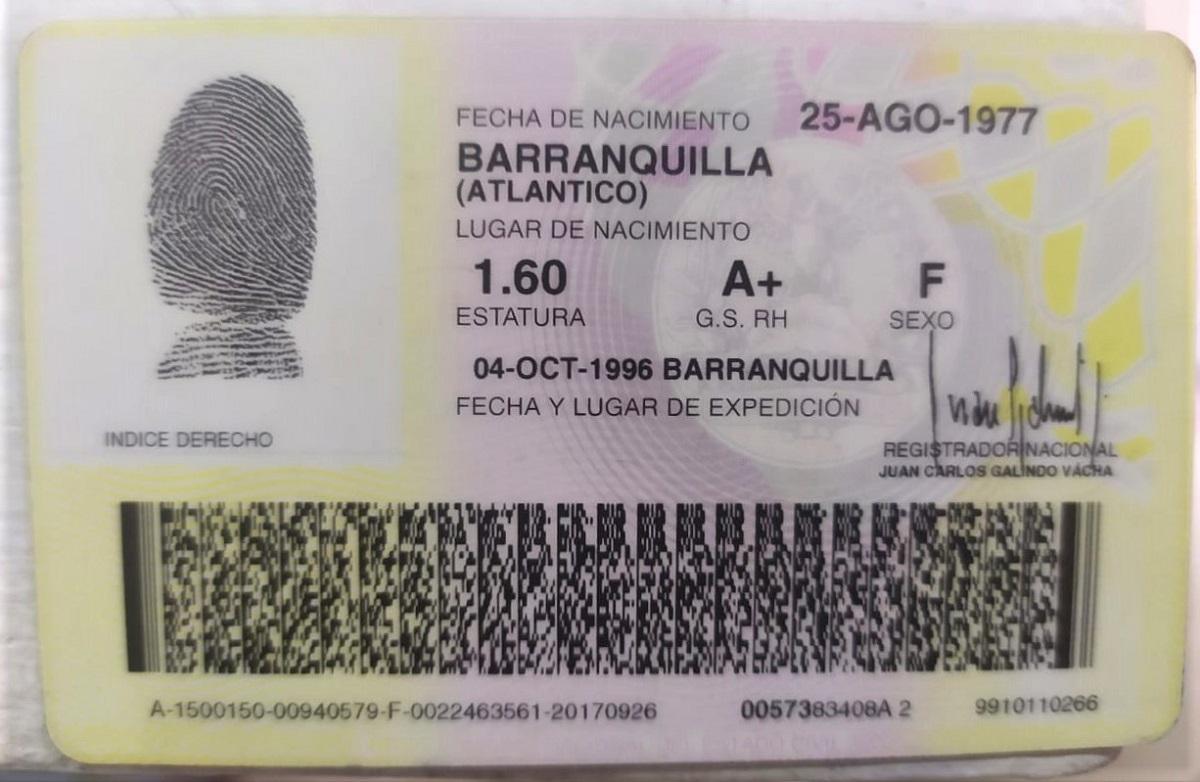 FECHA DE NACIMIENTO 25-AGO-1977
BARRANQUILLA
(ATLANTICO)
LUGAR DE NACIMIENTO
1.60 A+ F
ESTATURA G.S. RH SEXO
04-OCT-1996 BARRANQUILLA
FECHA Y LUGAR DE EXPEDICIÓN
INDICE DERECHO
REGISTRADOR NACIONAL
JUAN CARLOS GALINDO VÁCHA
A-1500150-00940579-F-0022463561-20170926 0057383408A 2 9910110266